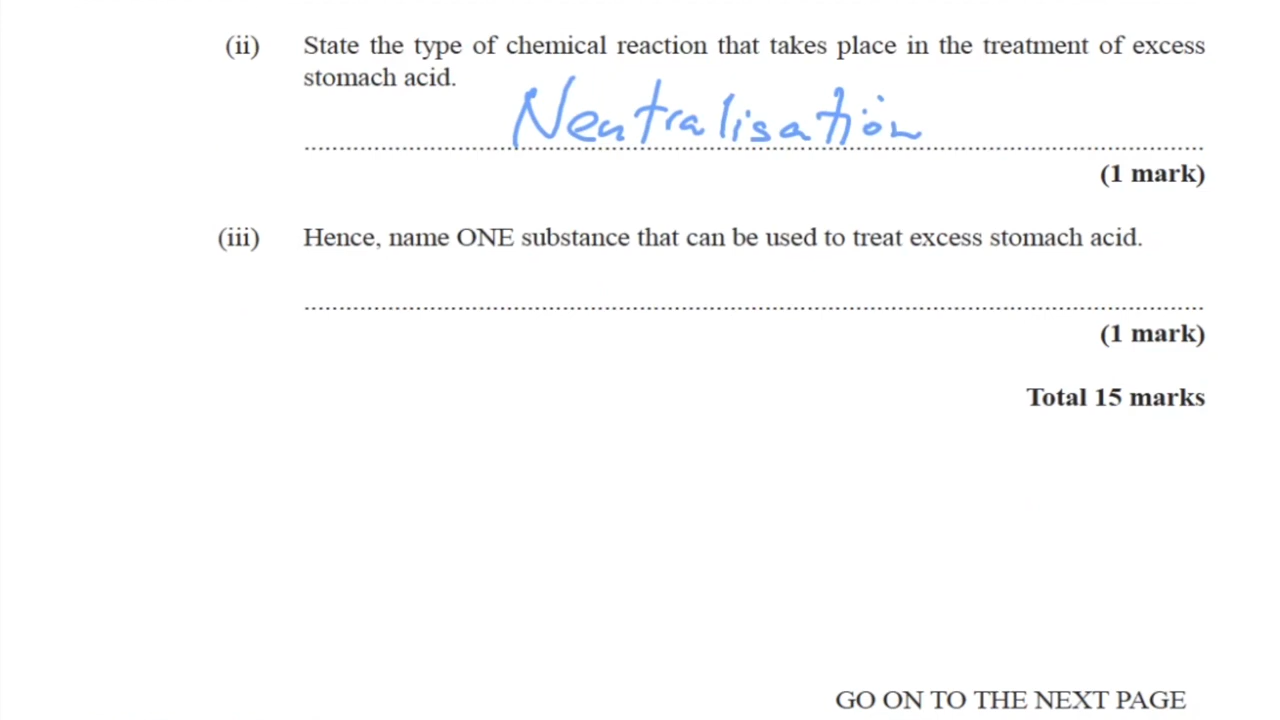 (ii) State the type of chemical reaction that takes place in the treatment of excess
stomach acid.
Neutralisation
(1 mark)
(iii) Hence, name ONE substance that can be used to treat excess stomach acid.
(1 mark)
Total 15 marks
GO ON TO THE NEXT PAGE